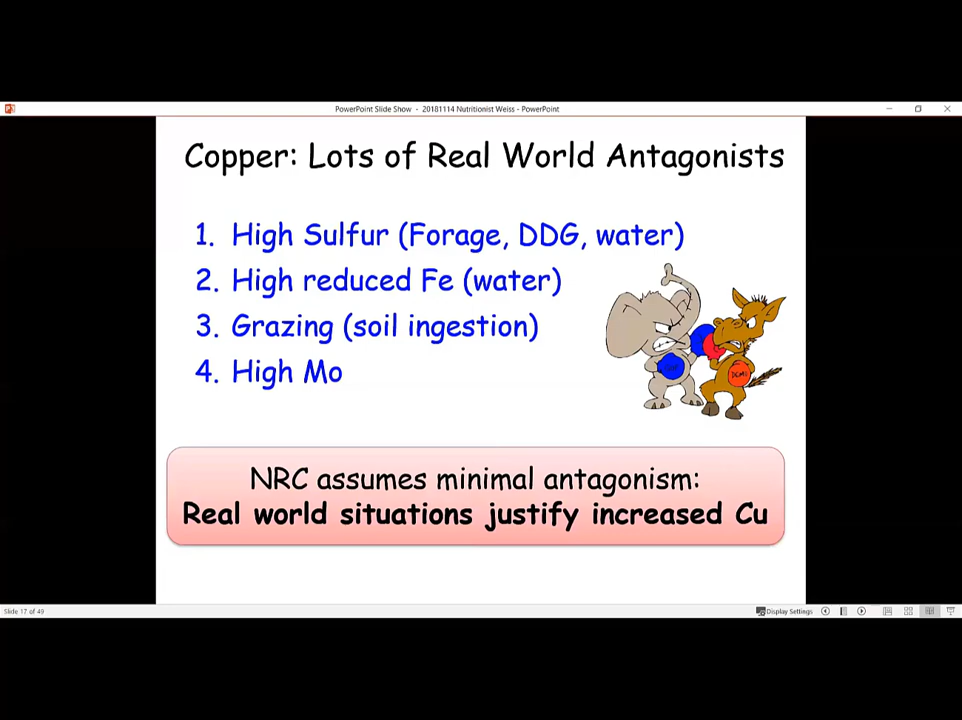 PowerPoint Slide Show - 20181114 Nutritionist Weiss - PowerPoint
Copper: Lots of Real World Antagonists
1. High Sulfur (Forage, DDG, water)
2. High reduced Fe (water)
3. Grazing (soil ingestion)
4. High Mo
DEMS
NRC assumes minimal antagonism:
Real world situations justify increased Cu
Slide 17 of 49
Display Settings